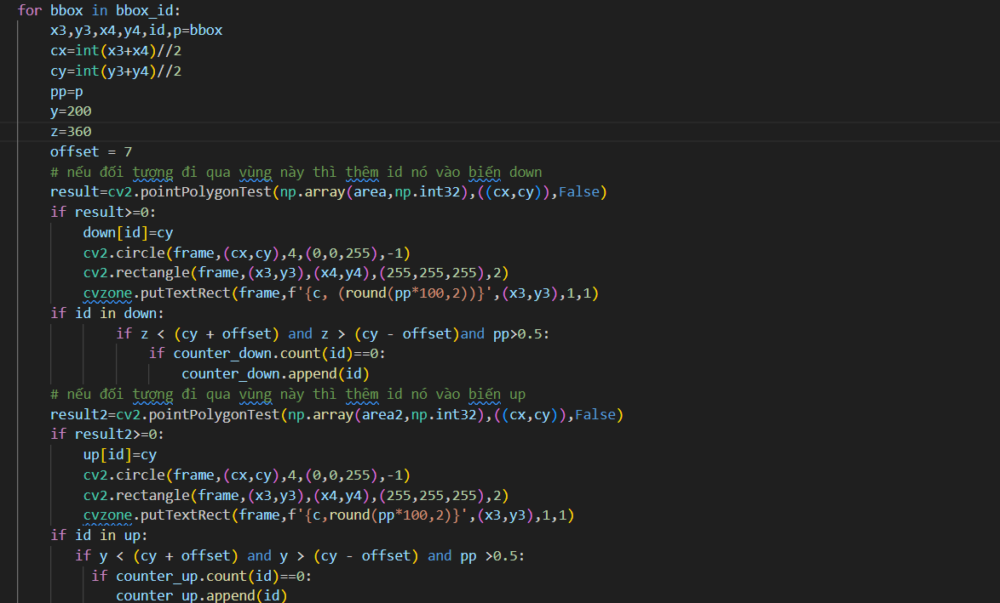 for bbox in bbox_id:
    x3,y3,x4,y4,id,p=bbox
    cx=int(x3+x4)//2
    cy=int(y3+y4)//2
    pp=p
    y=200
    z=360
    offset = 7
    # nếu đối tượng đi qua vùng này thì thêm id nó vào biến down
    result=cv2.pointPolygonTest(np.array(area,np.int32),((cx,cy)),False)
    if result>=0:
        down[id]=cy
        cv2.circle(frame,(cx,cy),4,(0,0,255),-1)
        cv2.rectangle(frame,(x3,y3),(x4,y4),(255,255,255),2)
        cvzone.putTextRect(frame,f'{c, (round(pp*100,2))}',(x3,y3),1,1)
    if id in down:
            if z < (cy + offset) and z > (cy - offset)and pp>0.5:
                if counter_down.count(id)==0:
                    counter_down.append(id)
    # nếu đối tượng đi qua vùng này thì thêm id nó vào biến up
    result2=cv2.pointPolygonTest(np.array(area2,np.int32),((cx,cy)),False)
    if result2>=0:
        up[id]=cy
        cv2.circle(frame,(cx,cy),4,(0,0,255),-1)
        cv2.rectangle(frame,(x3,y3),(x4,y4),(255,255,255),2)
        cvzone.putTextRect(frame,f'{c,round(pp*100,2)}',(x3,y3),1,1)
    if id in up:
       if y < (cy + offset) and y > (cy - offset) and pp >0.5:
         if counter_up.count(id)==0:
            counter_up.append(id)